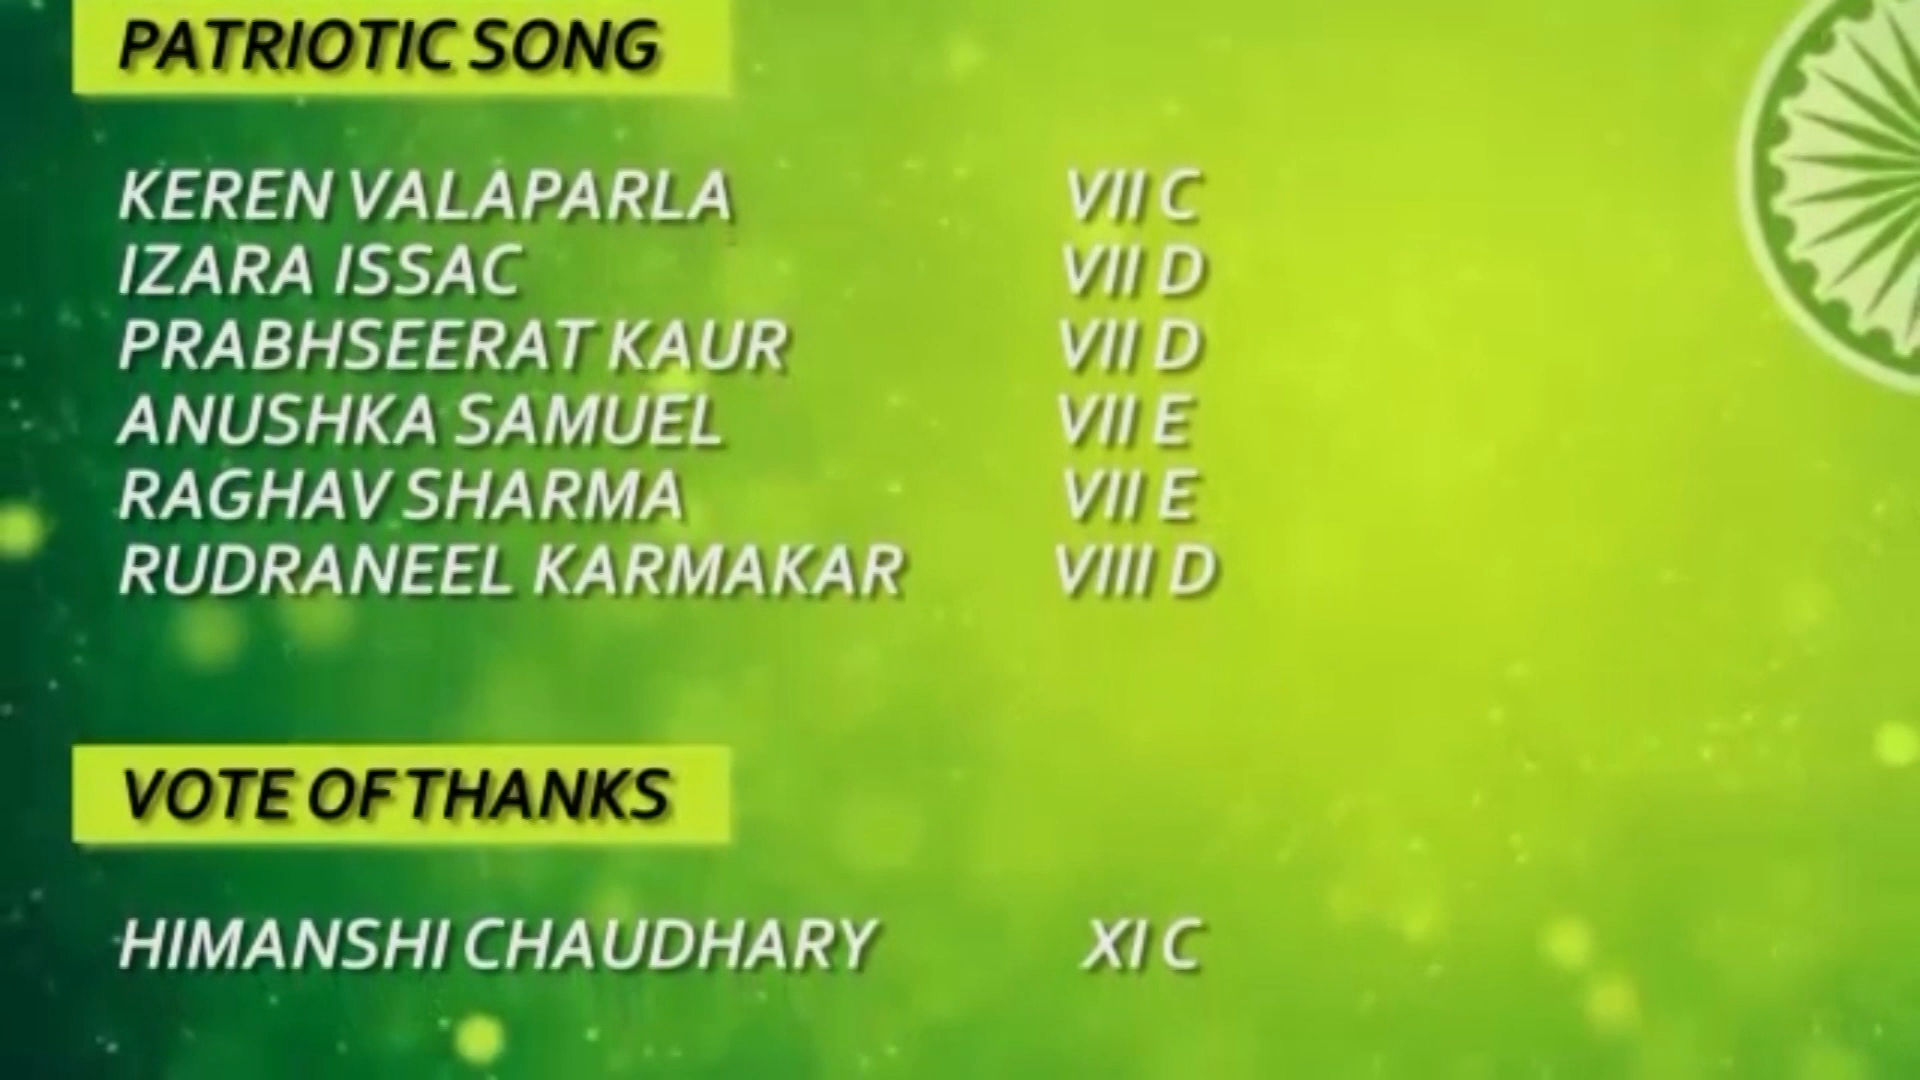 PATRIOTIC SONG
KEREN VALAPARLA VII C
IZARA ISSAC VII D
PRABHSEERAT KAUR VII D
ANUSHKA SAMUEL VII E
RAGHAV SHARMA VII E
RUDRANEEL KARMAKAR VIII D
VOTE OF THANKS
HIMANSHI CHAUDHARY XI C